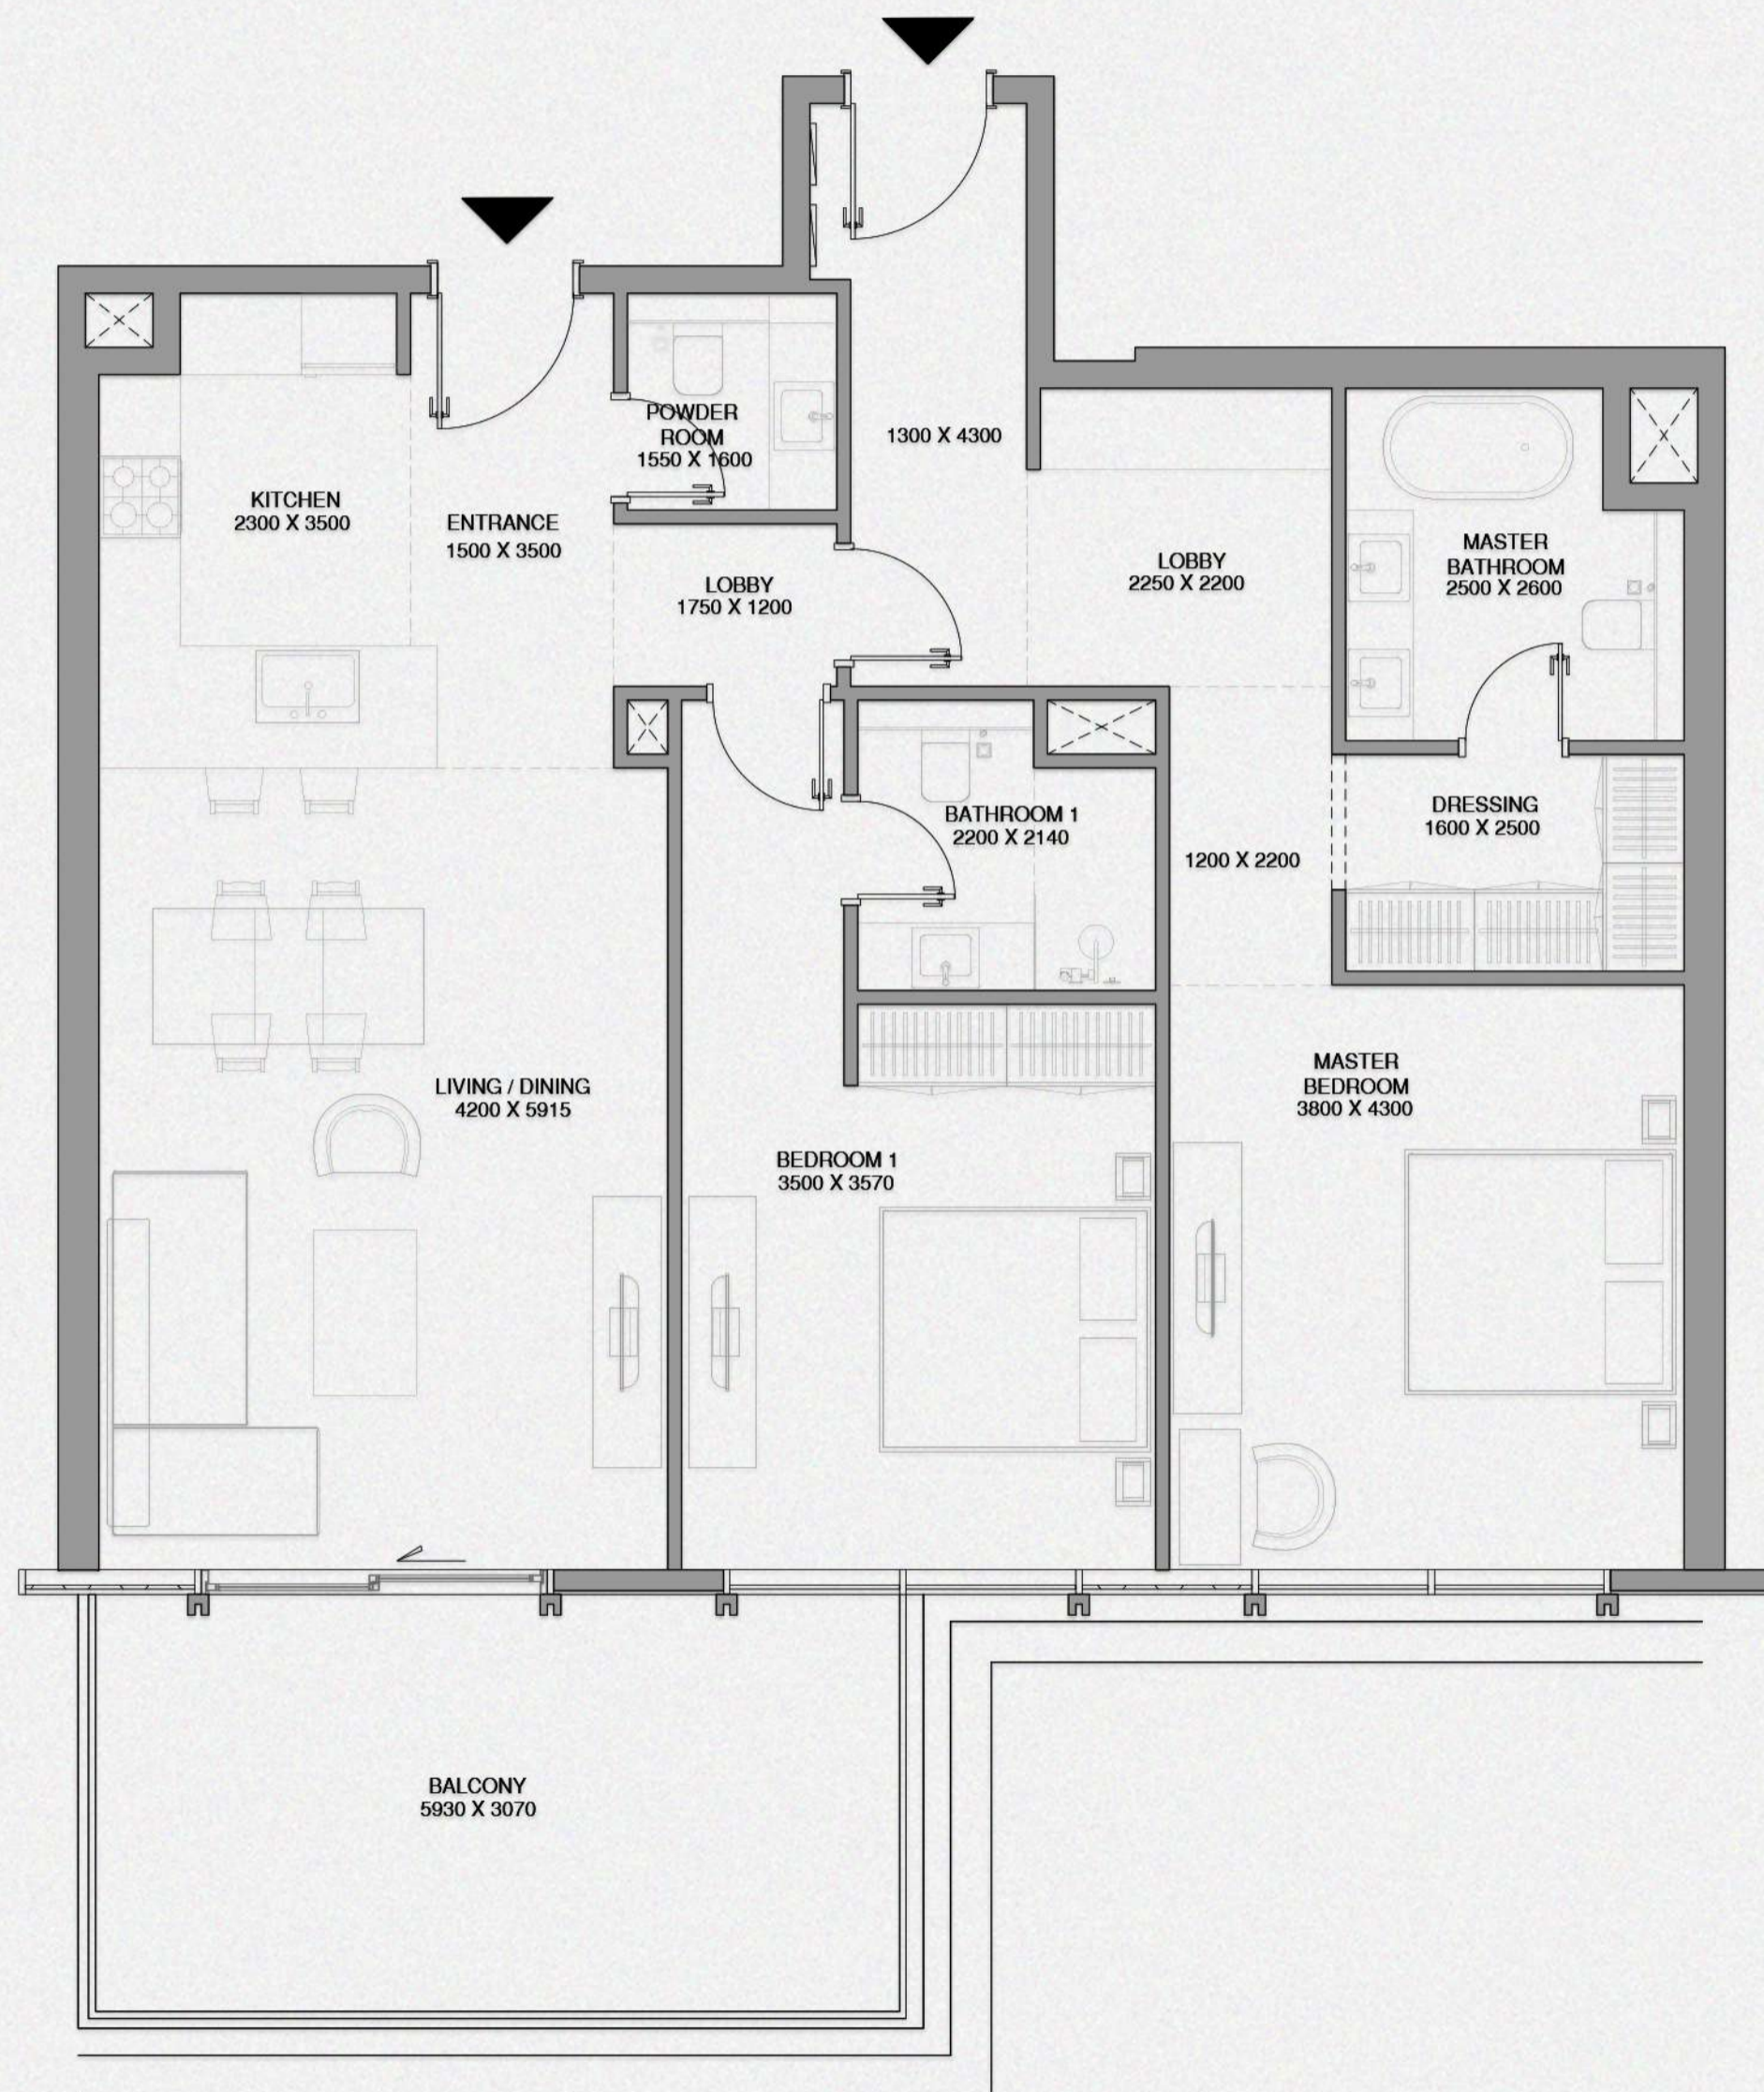 POWDER
ROOM
1550 X 1600
1300 X 4300
KITCHEN
2300 X 3500
ENTRANCE
1500 X 3500
LOBBY
1750 X 1200
LOBBY
2250 X 2200
MASTER
BATHROOM
2500 X 2600
BATHROOM 1
2200 X 2140
1200 X 2200
DRESSING
1600 X 2500
LIVING / DINING
4200 X 5915
BEDROOM 1
3500 X 3570
MASTER
BEDROOM
3800 X 4300
BALCONY
5930 X 3070